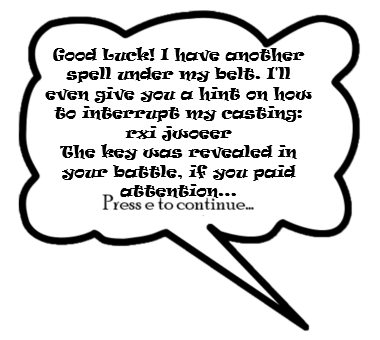 Good Luck! I have another
spell under my belt. I'll
even give you a hint on how
to interrupt my casting:
rxi jwoeer
The key was revealed in
your battle, if you paid
attention...
Press e to continue...